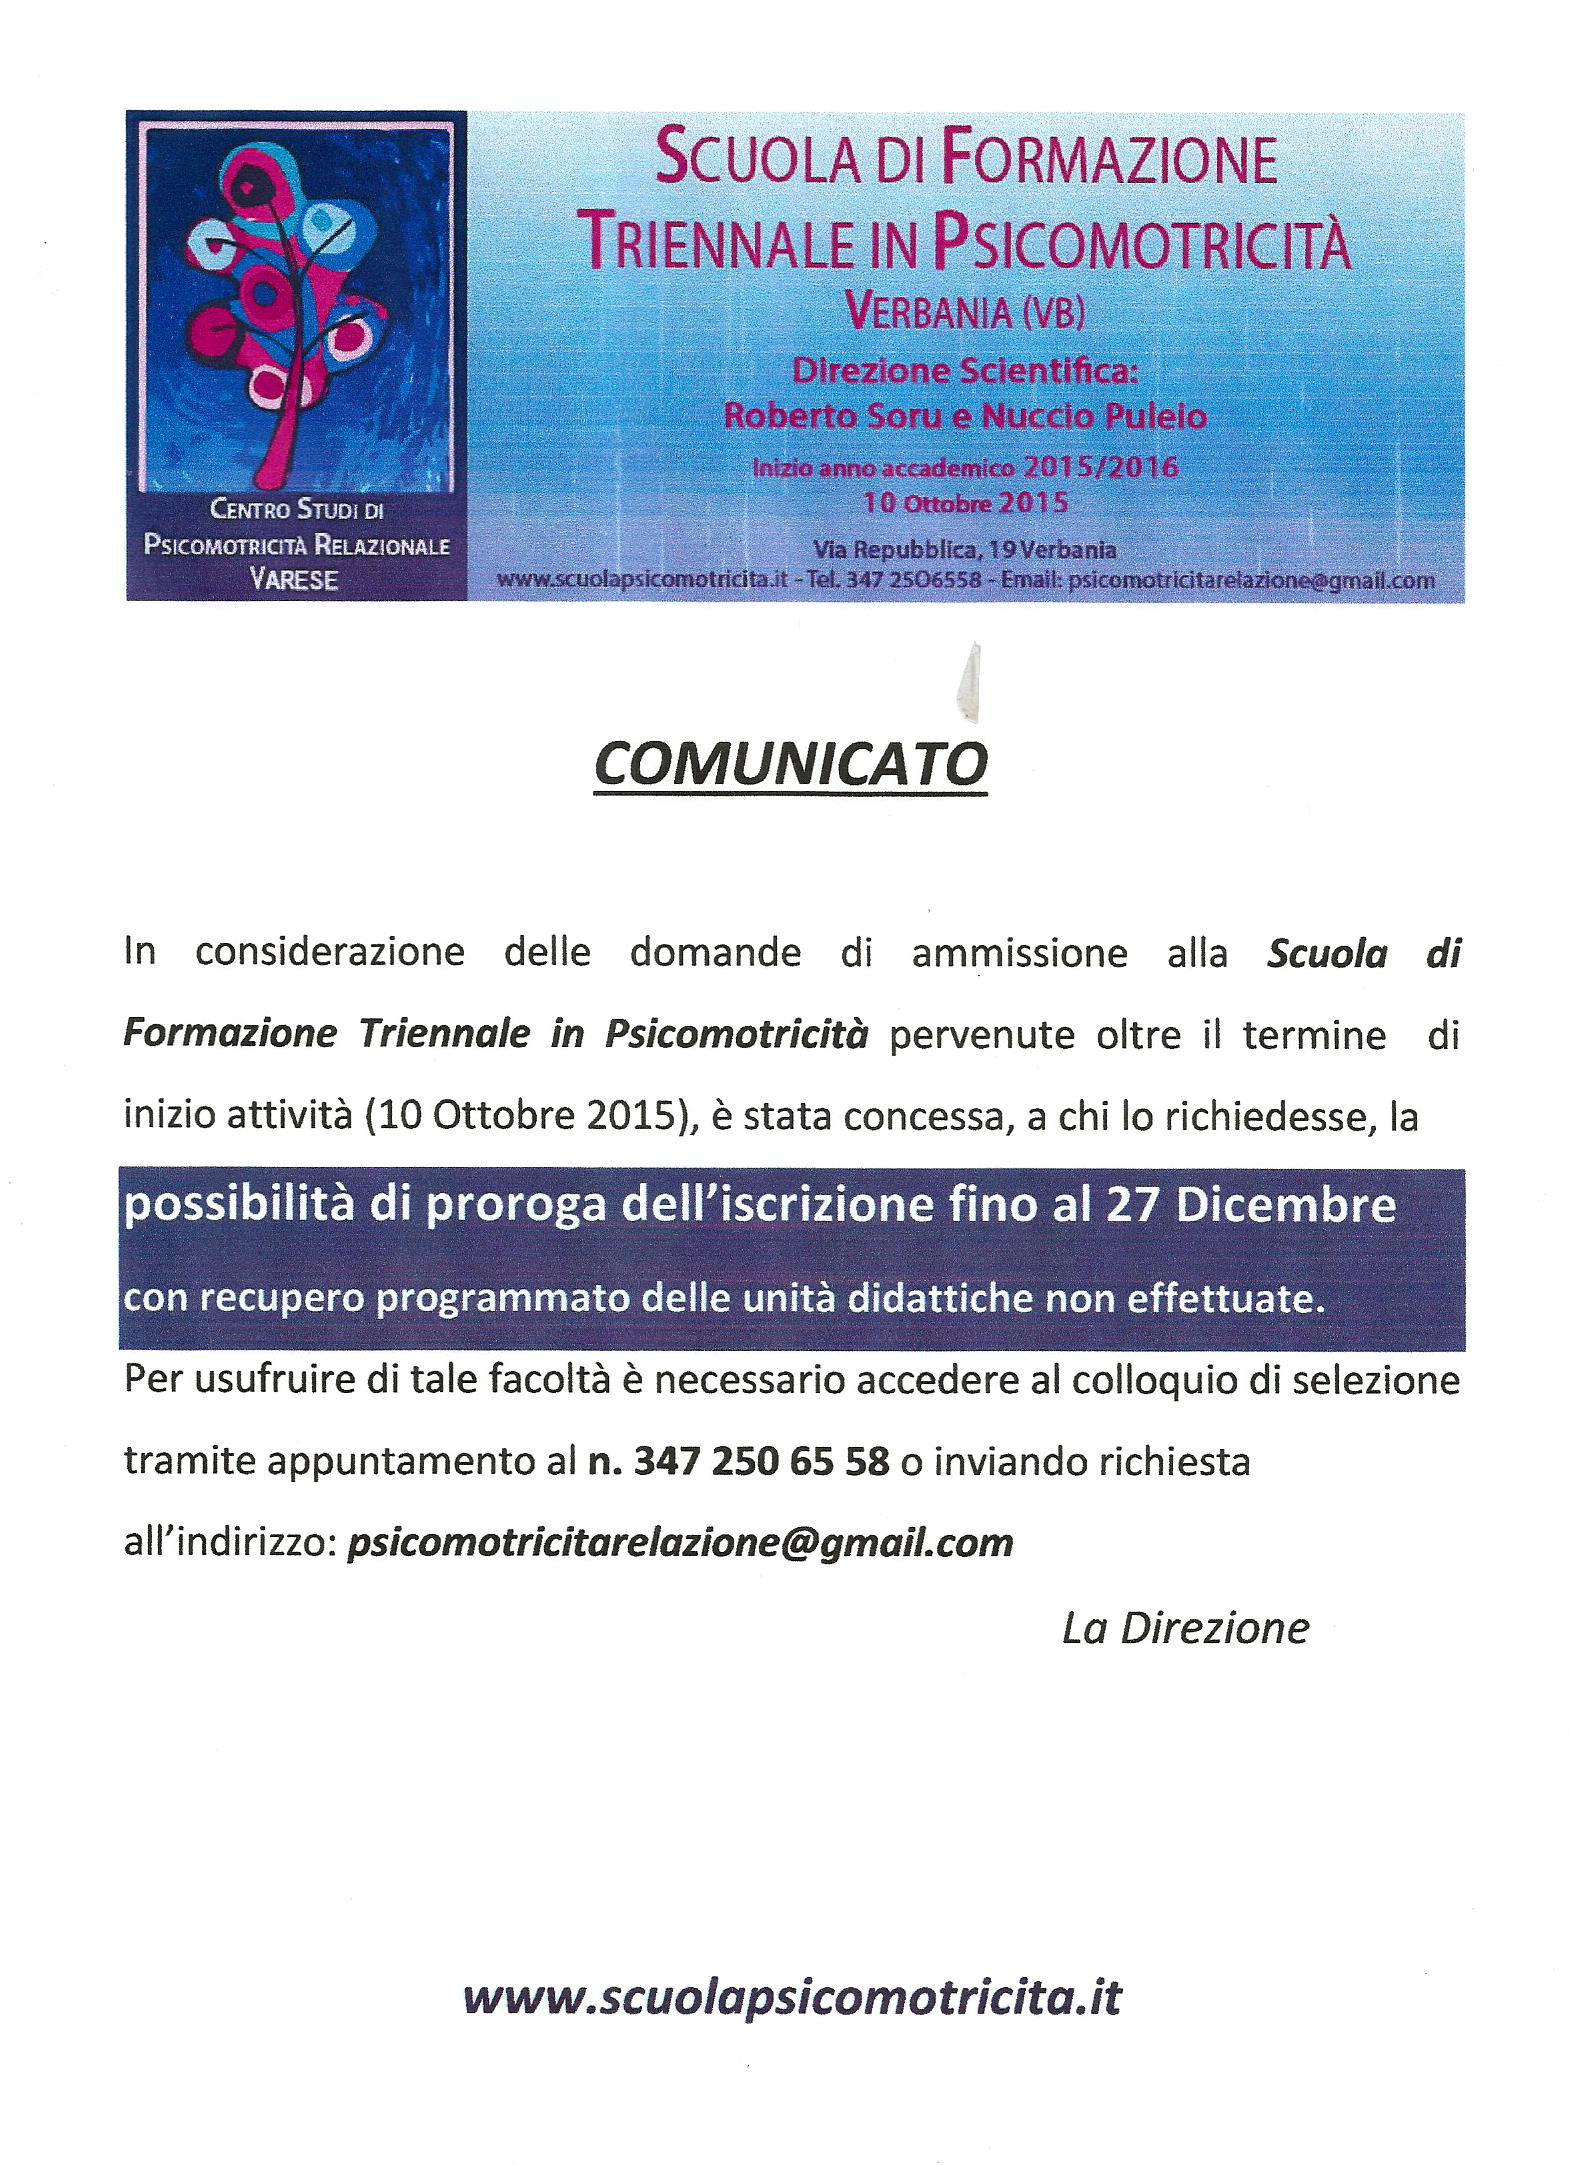 SCUOLA DI FORMAZIONE
TRIENNALE IN PSICOMOTRICITÀ
VERBANIA (VB)
Direzione Scientifica:
Roberto Soru e Nuccio Puleio
Inizio anno accademico 2015/2016
10 Ottobre 2015
Via Repubblica, 19 Verbania
www.scuolapsicomotricita.it - Tel. 347 2506558 - Email: psicomotricitarelazione@gmail.com
CENTRO STUDI DI
PSICOMOTRICITÀ RELAZIONALE
VARESE
COMUNICATO
In considerazione delle domande di ammissione alla Scuola di
Formazione Triennale in Psicomotricità pervenute oltre il termine di
inizio attività (10 Ottobre 2015), è stata concessa, a chi lo richiedesse, la
possibilità di proroga dell'iscrizione fino al 27 Dicembre
con recupero programmato delle unità didattiche non effettuate.
Per usufruire di tale facoltà è necessario accedere al colloquio di selezione
tramite appuntamento al n. 347 250 65 58 o inviando richiesta
all'indirizzo: psicomotricitarelazione@gmail.com
La Direzione
www.scuolapsicomotricita.it